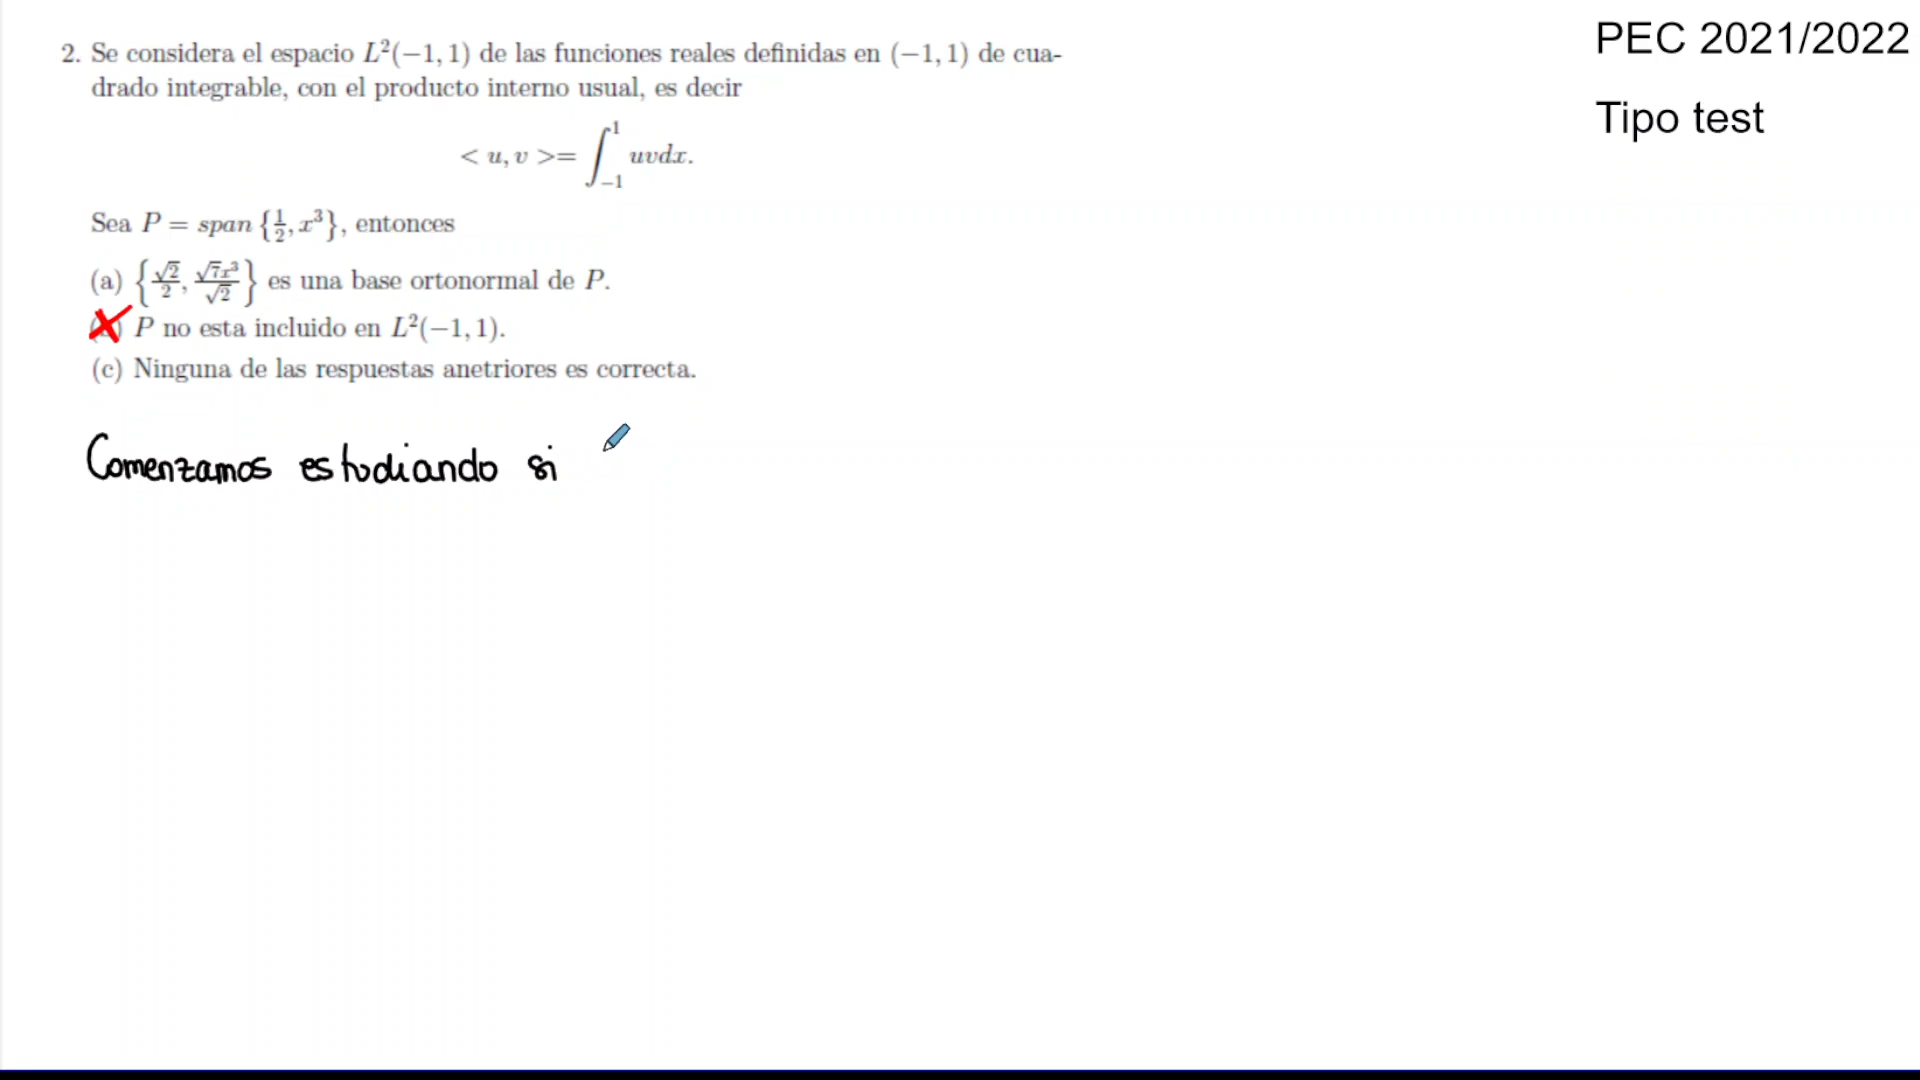 PEC 2021/2022
Tipo test
2. Se considera el espacio L²(−1, 1) de las funciones reales definidas en (−1, 1) de cua-
drado integrable, con el producto interno usual, es decir
< u, v >= ∫₋₁¹ uvdx.
Sea P = span {1/2, x³}, entonces
(a) {√2/2, √7x³/√2} es una base ortonormal de P.
P no esta incluido en L²(−1, 1).
(c) Ninguna de las respuestas anetriores es correcta.
Comenzamos estudiando si